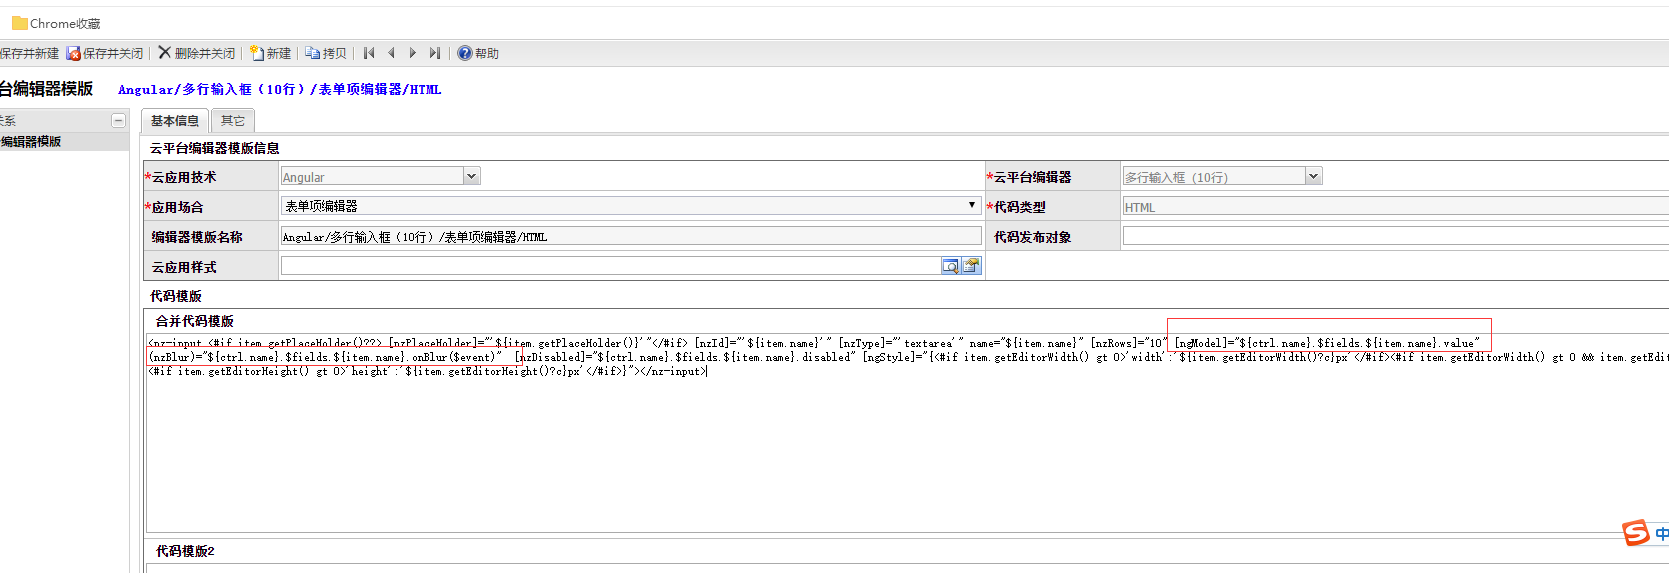 Chrome收藏
保存并新建 保存并关闭 删除并关闭 新建 拷贝 帮助
台编辑器模版 Angular/多行输入框（10行）/表单项编辑器/HTML
关系
编辑器模版
基本信息 其它
云平台编辑器模版信息
*云应用技术 Angular *云平台编辑器 多行输入框（10行）
*应用场合 表单项编辑器 *代码类型 HTML
编辑器模版名称 Angular/多行输入框（10行）/表单项编辑器/HTML 代码发布对象
云应用样式
代码模版
合并代码模版
<nz-input <#if item.getPlaceHolder()??> [nzPlaceHolder]="'${item.getPlaceHolder()}'"</#if> [nzId]="'${item.name}'" [nzType]="'textarea'" name="${item.name}" [nzRows]="10" [ngModel]="${ctrl.name}.$fields.${item.name}.value"
(nzBlur)="${ctrl.name}.$fields.${item.name}.onBlur($event)" [nzDisabled]="${ctrl.name}.$fields.${item.name}.disabled" [ngStyle]="{<#if item.getEditorWidth() gt 0>'width':'${item.getEditorWidth()?c}px'</#if><#if item.getEditorWidth() gt 0 && item.getEdit
<#if item.getEditorHeight() gt 0>'height':'${item.getEditorHeight()?c}px'</#if>}"></nz-input>
代码模版2
中